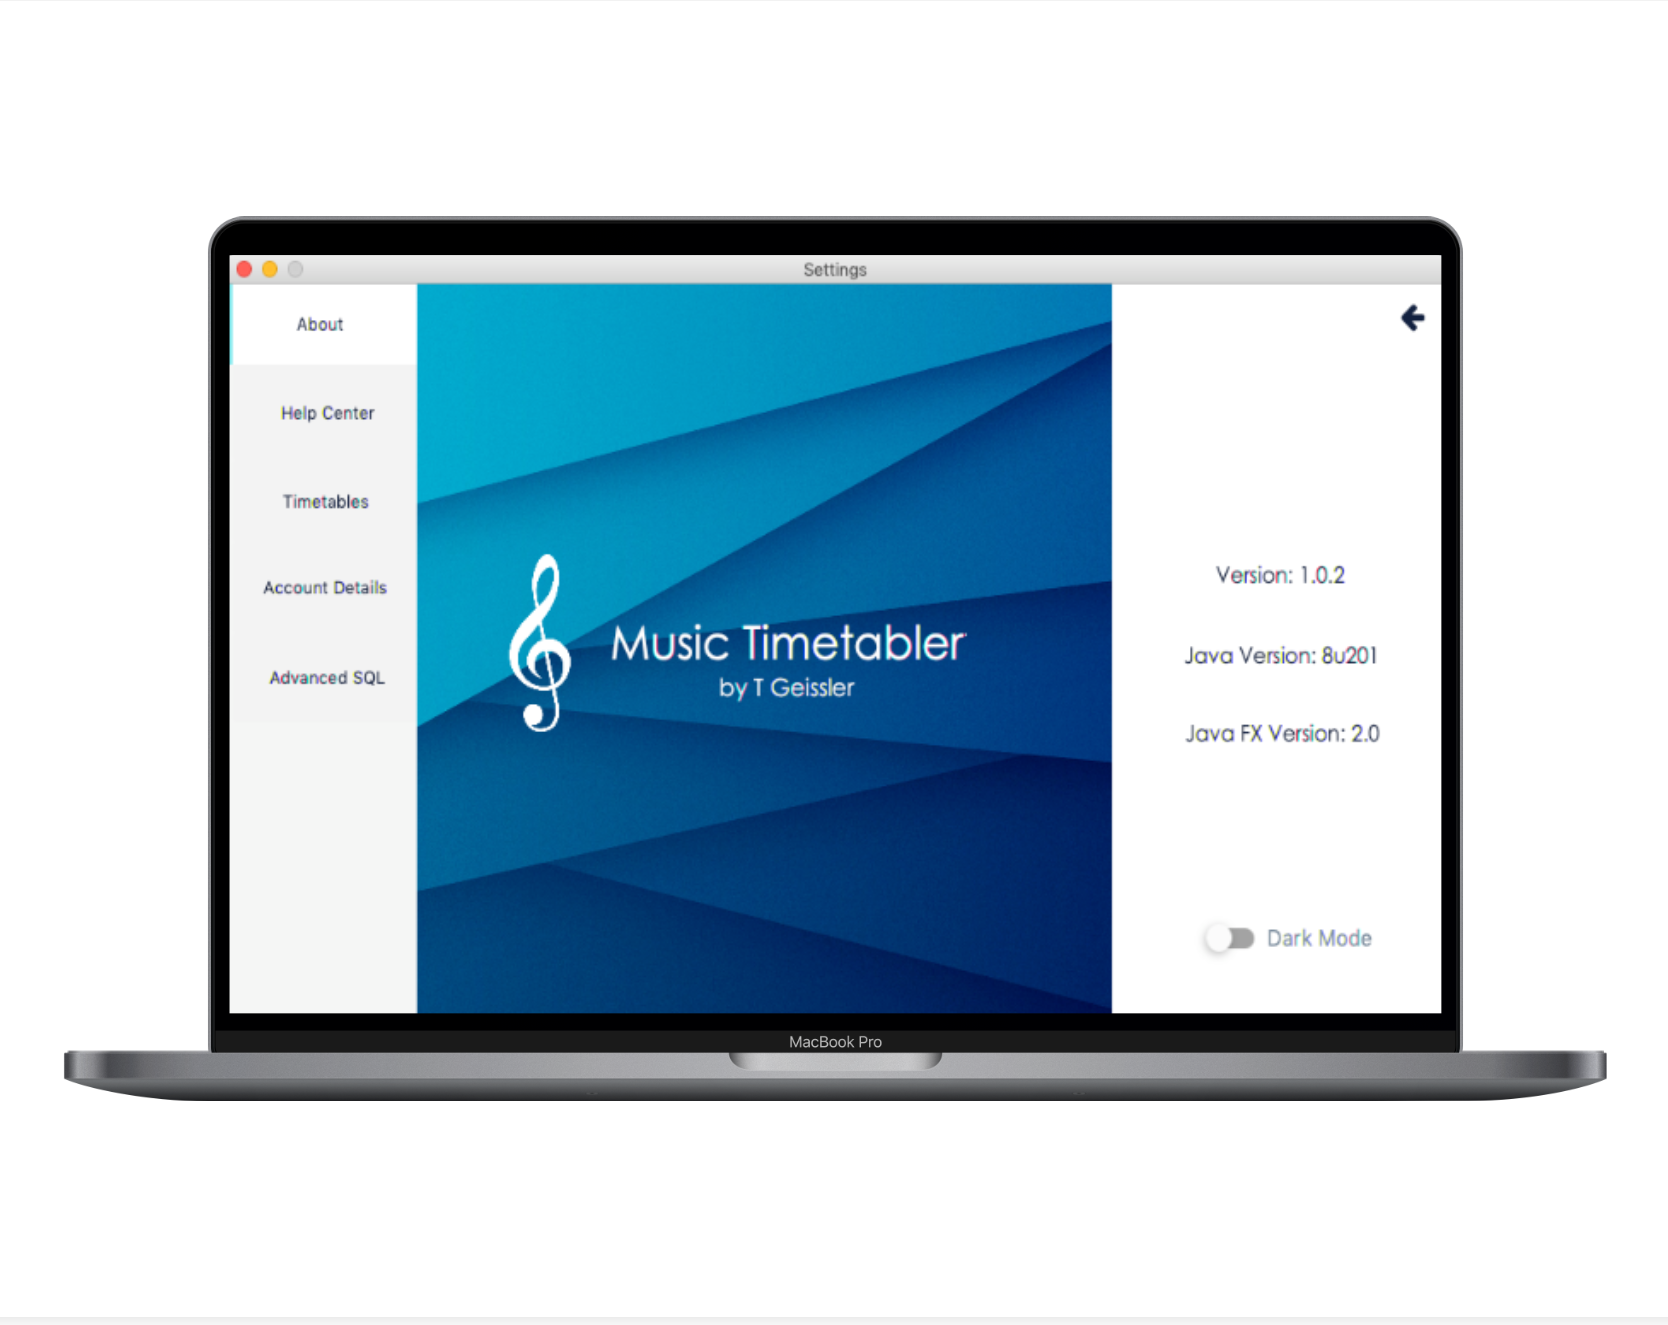 Settings
About
Help Center
Timetables
Account Details
Advanced SQL
Music Timetabler
by T Geissler
Version: 1.0.2
Java Version: 8u201
Java FX Version: 2.0
Dark Mode
MacBook Pro